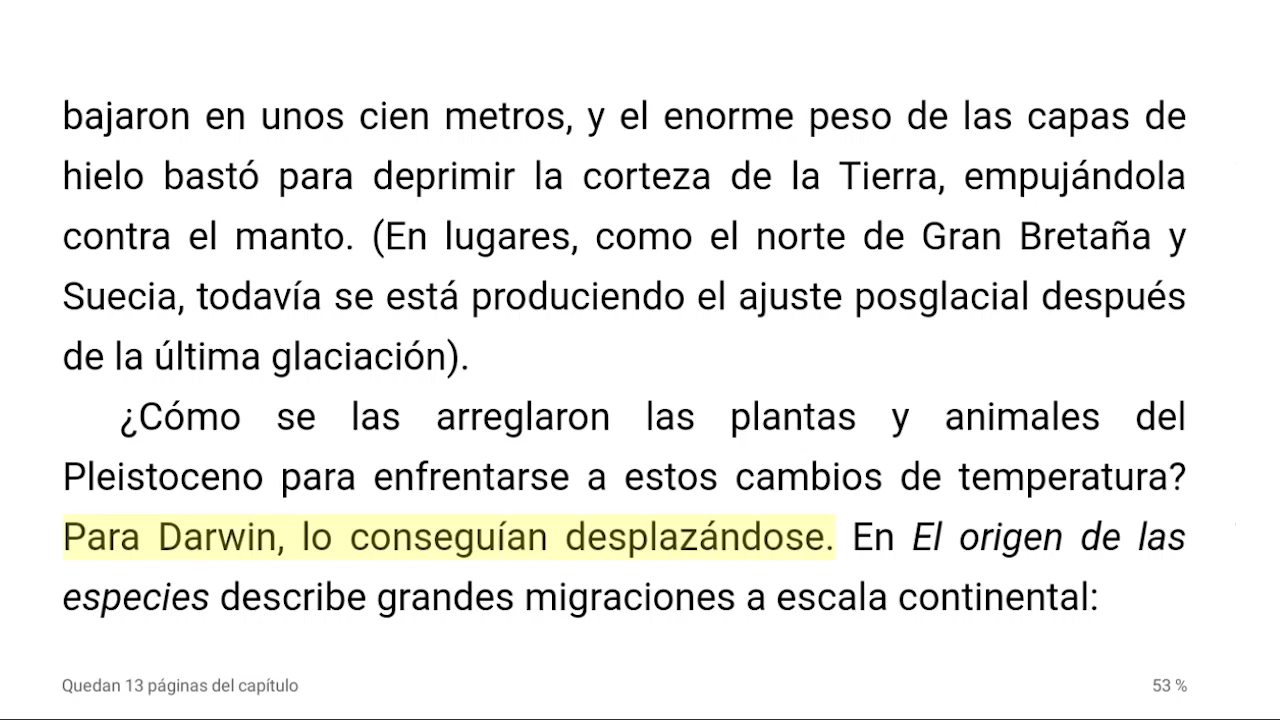 bajaron en unos cien metros, y el enorme peso de las capas de
hielo bastó para deprimir la corteza de la Tierra, empujándola
contra el manto. (En lugares, como el norte de Gran Bretaña y
Suecia, todavía se está produciendo el ajuste posglacial después
de la última glaciación).
¿Cómo se las arreglaron las plantas y animales del
Pleistoceno para enfrentarse a estos cambios de temperatura?
Para Darwin, lo conseguían desplazándose. En El origen de las
especies describe grandes migraciones a escala continental:
Quedan 13 páginas del capítulo
53 %